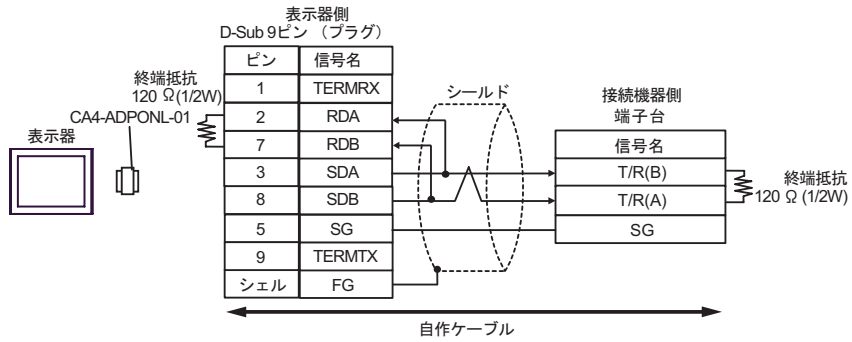 表示器側
D-Sub 9ピン （プラグ）
ピン 信号名
1 TERMRX
2 RDA
7 RDB
3 SDA
8 SDB
5 SG
9 TERMTX
シェル FG
終端抵抗
120 Ω(1/2W)
CA4-ADPONL-01
表示器
シールド
接続機器側
端子台
信号名
T/R(B)
T/R(A)
SG
終端抵抗
120 Ω (1/2W)
自作ケーブル